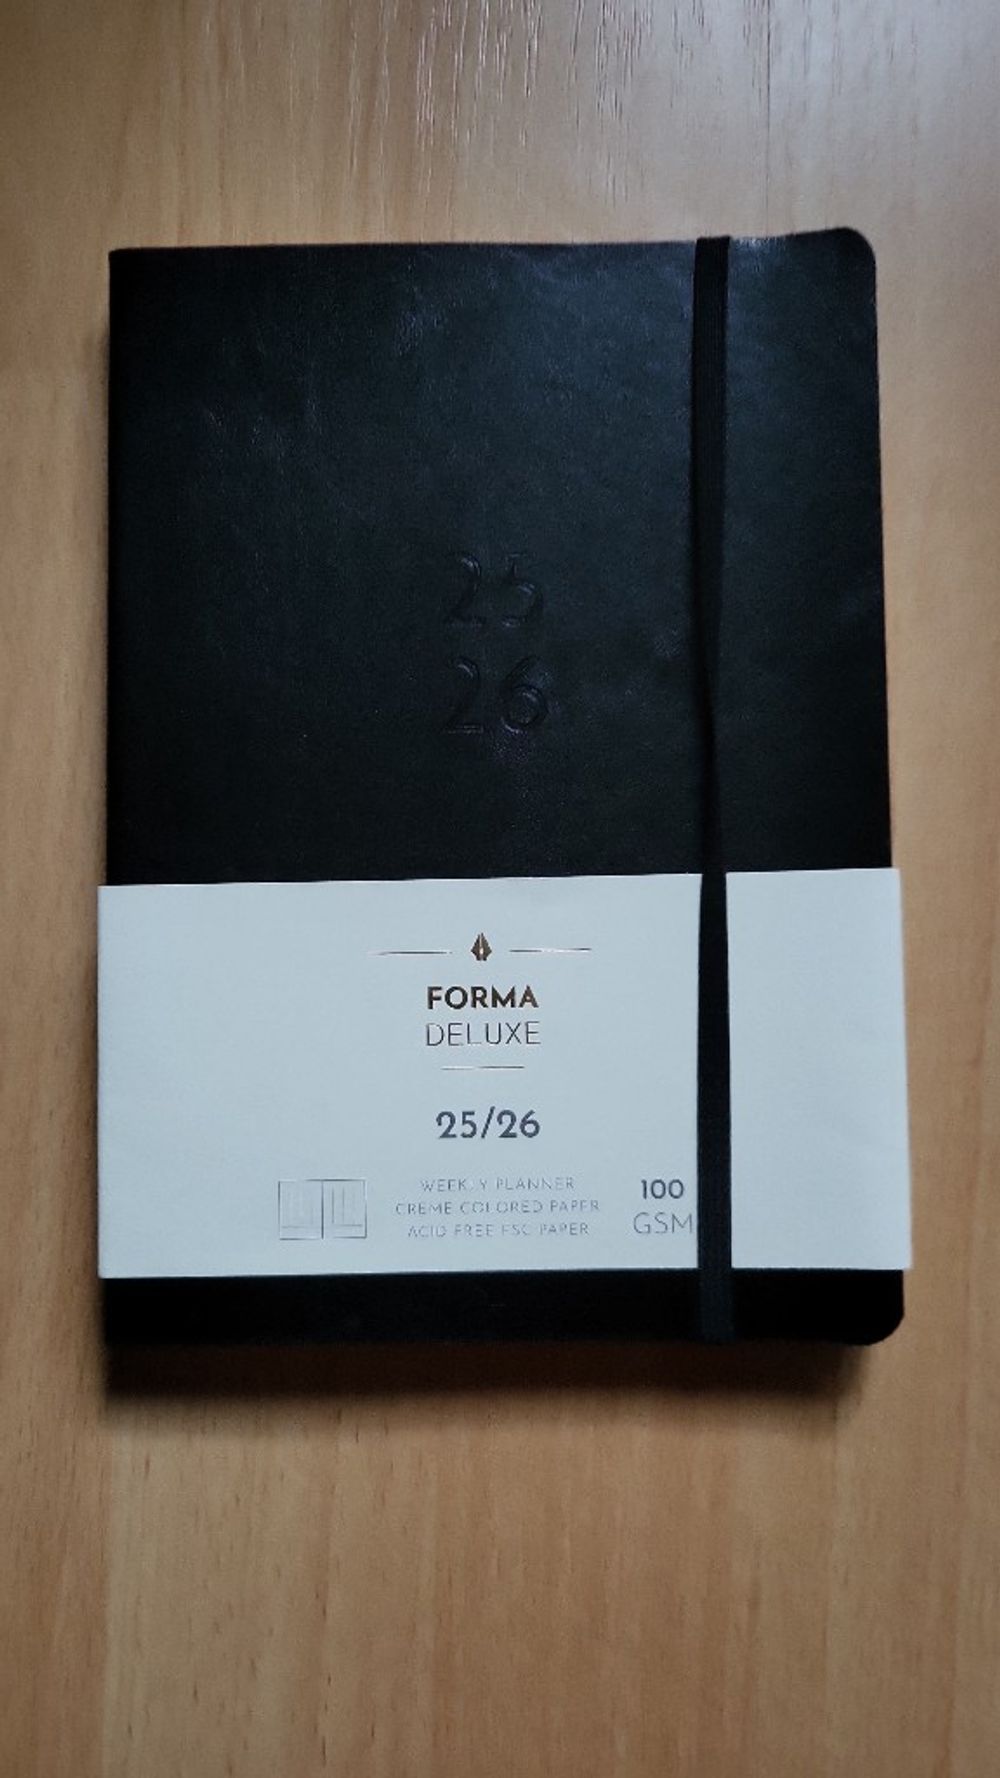 25
26
FORMA
DELUXE
25/26
WEEKLY PLANNER
CREME COLORED PAPER
ACID FREE FSC PAPER
100
GSM